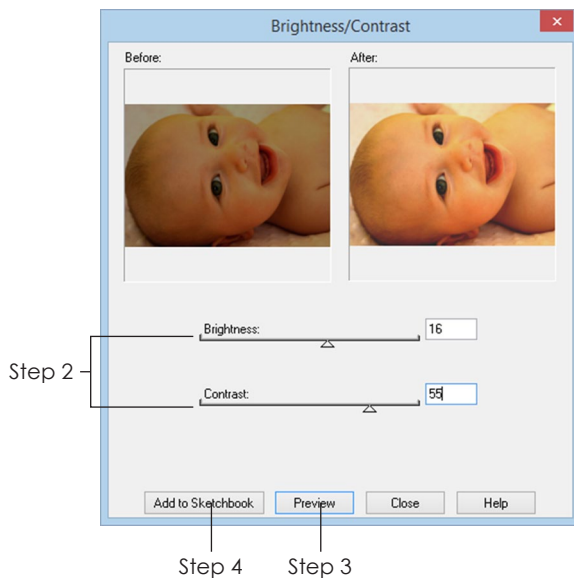 Brightness/Contrast
Before:
After:
Brightness:
16
Step 2
Contrast:
55
Add to Sketchbook
Preview
Close
Help
Step 4
Step 3